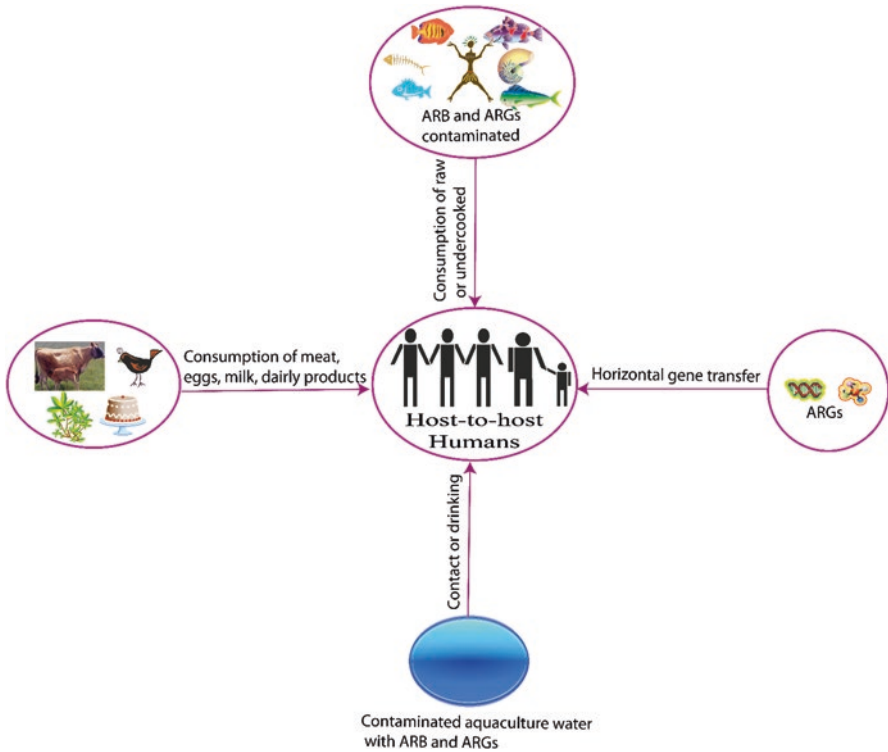 ARB and ARGs
contaminated
Consumption of raw
or undercooked
Consumption of meat,
eggs, milk, dairly products
Host-to-host
Humans
Horizontal gene transfer
ARGs
Contact or drinking
Contaminated aquaculture water
with ARB and ARGs